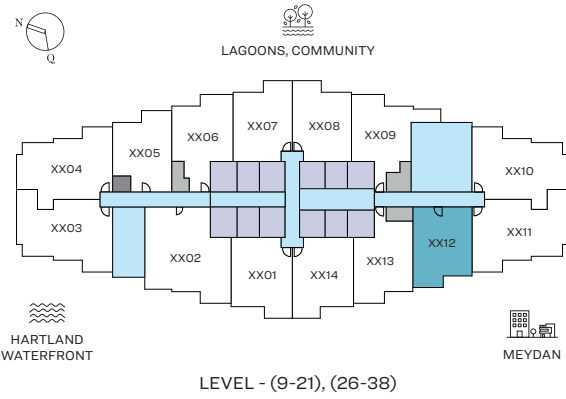 N
Q
LAGOONS, COMMUNITY
XX07
XX08
XX06
XX09
XX05
XX04
XX10
XX03
XX11
XX12
XX02
XX13
XX01
XX14
HARTLAND
WATERFRONT
MEYDAN
LEVEL - (9-21), (26-38)